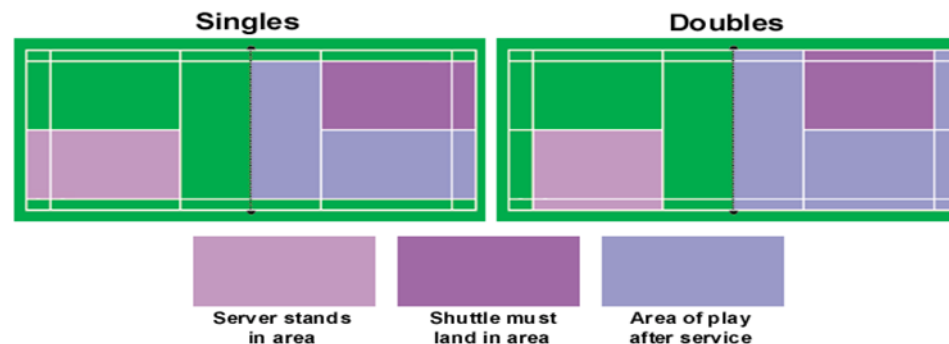 Singles
Doubles
Server stands
in area
Shuttle must
land in area
Area of play
after service